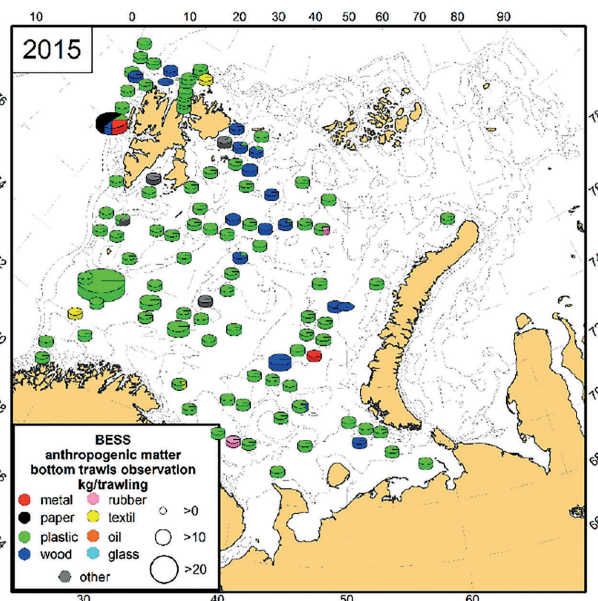 10 0 10 20 30 40 50 60 70 80 90
2015
BESS
anthropogenic matter
bottom trawls observation
kg/trawling
metal rubber
paper textil
plastic oil
wood glass
other
>0
>10
>20
30 40 50 60